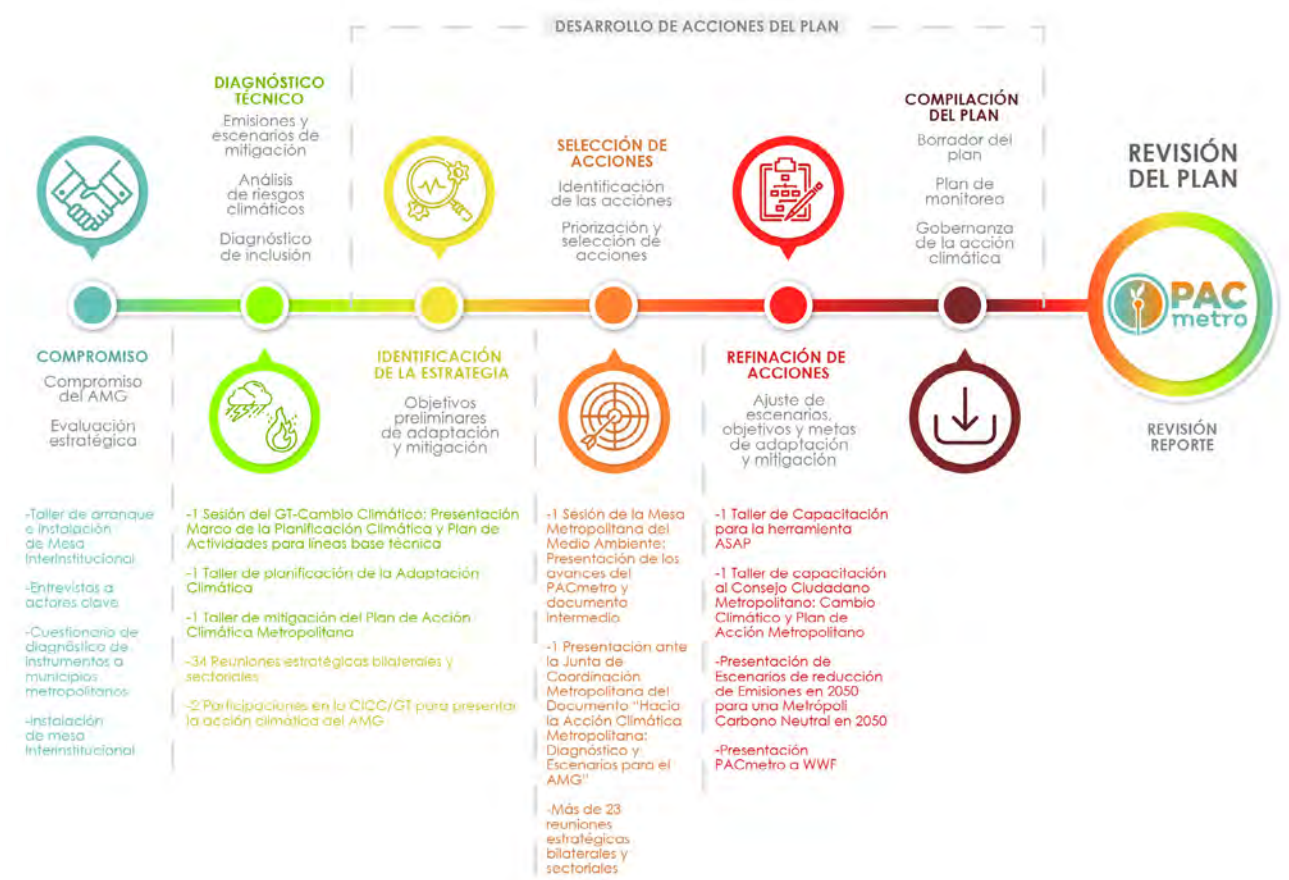 DESARROLLO DE ACCIONES DEL PLAN
DIAGNÓSTICO
TÉCNICO
Emisiones y
escenarios de
mitigación
Análisis
de riesgos
climáticos
Diagnóstico
de inclusión
SELECCIÓN DE
ACCIONES
Identificación
de las acciones
Priorización y
selección de
acciones
COMPILACIÓN
DEL PLAN
Borrador del
plan
Plan de
monitoreo
Gobernanza
de la acción
climática
REVISIÓN
DEL PLAN
PAC
metro
REVISIÓN
REPORTE
COMPROMISO
Compromiso
del AMG
Evaluación
estratégica
IDENTIFICACIÓN
DE LA ESTRATEGIA
Objetivos
preliminares
de adaptación
y mitigación
REFINACIÓN DE
ACCIONES
Ajuste de
escenarios,
objetivos y metas
de adaptación
y mitigación
-Taller de arranque
e instalación
de Mesa
Interinstitucional
-Entrevistas a
actores clave
-Cuestionario de
diagnóstico de
instrumentos a
municipios
metropolitanos
-Instalación
de mesa
Interinstitucional
-1 Sesión del GT-Cambio Climático: Presentación
Marco de la Planificación Climática y Plan de
Actividades para líneas base técnica
-1 Taller de planificación de la Adaptación
Climática
-1 Taller de mitigación del Plan de Acción
Climática Metropolitana
-34 Reuniones estratégicas bilaterales y
sectoriales
-2 Participaciones en la CICC/GT para presentar
la acción climática del AMG
-1 Sesión de la Mesa
Metropolitana del
Medio Ambiente:
Presentación de los
avances del
PACmetro y
documento
Intermedio
-1 Presentación ante
la Junta de
Coordinación
Metropolitana del
Documento "Hacia
la Acción Climática
Metropolitana:
Diagnóstico y
Escenarios para el
AMG"
-Más de 23
reuniones
estratégicas
bilaterales y
sectoriales
-1 Taller de Capacitación
para la herramienta
ASAP
-1 Taller de capacitación
al Consejo Ciudadano
Metropolitano: Cambio
Climático y Plan de
Acción Metropolitano
-Presentación de
Escenarios de reducción
de Emisiones en 2050
para una Metrópoli
Carbono Neutral en 2050
-Presentación
PACmetro a WWF